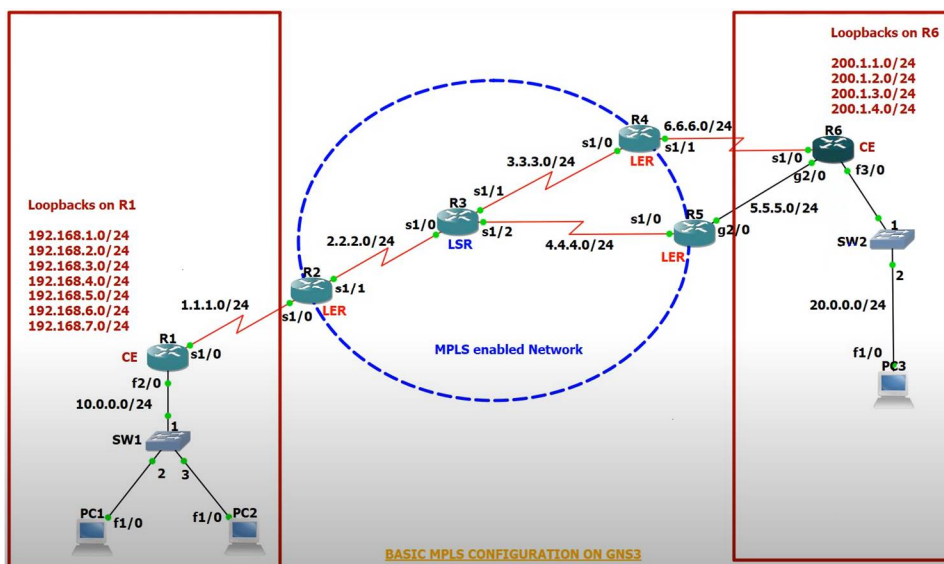 Loopbacks on R1
192.168.1.0/24
192.168.2.0/24
192.168.3.0/24
192.168.4.0/24
192.168.5.0/24
192.168.6.0/24
192.168.7.0/24
1.1.1.0/24
R1
CE
s1/0
f2/0
10.0.0.0/24
1
SW1
2
3
PC1
f1/0
f1/0
PC2
R2
s1/1
LER
s1/0
2.2.2.0/24
R3
s1/0
s1/1
s1/2
LSR
3.3.3.0/24
4.4.4.0/24
R4
s1/0
s1/1
LER
6.6.6.0/24
R5
s1/0
g2/0
LER
5.5.5.0/24
MPLS enabled Network
Loopbacks on R6
200.1.1.0/24
200.1.2.0/24
200.1.3.0/24
200.1.4.0/24
R6
CE
s1/0
g2/0
f3/0
1
SW2
2
20.0.0.0/24
f1/0
PC3
BASIC MPLS CONFIGURATION ON GNS3